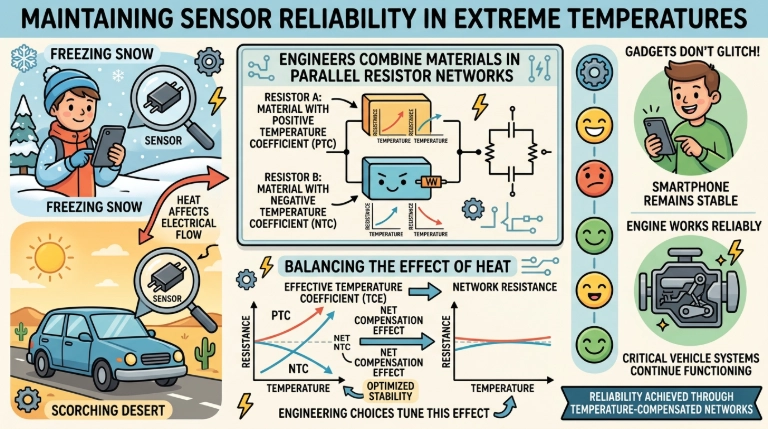 MAINTAINING SENSOR RELIABILITY IN EXTREME TEMPERATURES
FREEZING SNOW
SENSOR
FREEZING SNOW
HEAT
AFFECTS
ELECTRICAL
FLOW
SENSOR
SCORCHING DESERT
ENGINEERS COMBINE MATERIALS IN
PARALLEL RESISTOR NETWORKS
RESISTOR A:
MATERIAL WITH
POSITIVE
TEMPERATURE
COEFFICIENT (PTC)
RESISTANCE
TEMPERATURE
RESISTANCE
TEMPERATURE
RESISTOR B:
MATERIAL WITH
NEGATIVE
TEMPERATURE
COEFFICIENT (NTC)
RESISTANCE
TEMPERATURE
RESISTANCE
TEMPERATURE
BALANCING THE EFFECT OF HEAT
EFFECTIVE TEMPERATURE
COEFFICIENT (TCE)
NETWORK RESISTANCE
PTC
NTC
RESISTANCE
TEMPERATURE
NET
NTC
NET
COMPENSATION
EFFECT
NET
COMPENSATION
EFFECT
OPTIMIZED
STABILITY
RESISTANCE
TEMPERATURE
ENGINEERING CHOICES TUNE THIS EFFECT
GADGETS DON'T GLITCH!
SMARTPHONE
REMAINS STABLE
ENGINE WORKS RELIABLY
CRITICAL VEHICLE SYSTEMS
CONTINUE FUNCTIONING
RELIABILITY ACHIEVED THROUGH
TEMPERATURE-COMPENSATED NETWORKS